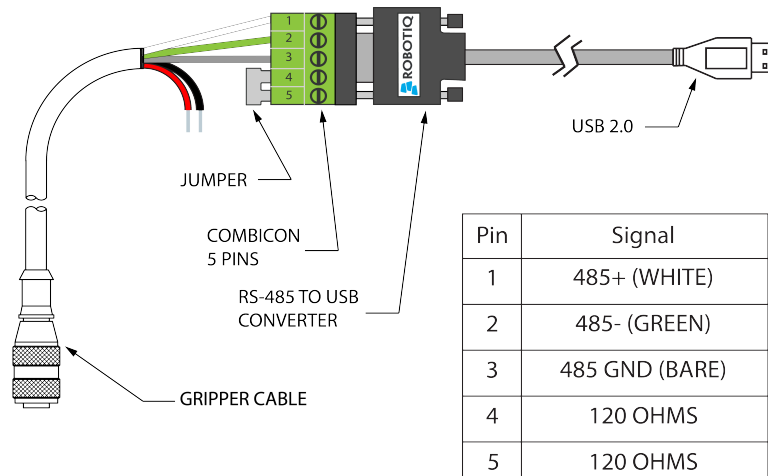 1
2
3
4
5
ROBOTIQ
USB 2.0
JUMPER
COMBICON
5 PINS
RS-485 TO USB
CONVERTER
GRIPPER CABLE
Pin Signal
1 485+ (WHITE)
2 485- (GREEN)
3 485 GND (BARE)
4 120 OHMS
5 120 OHMS